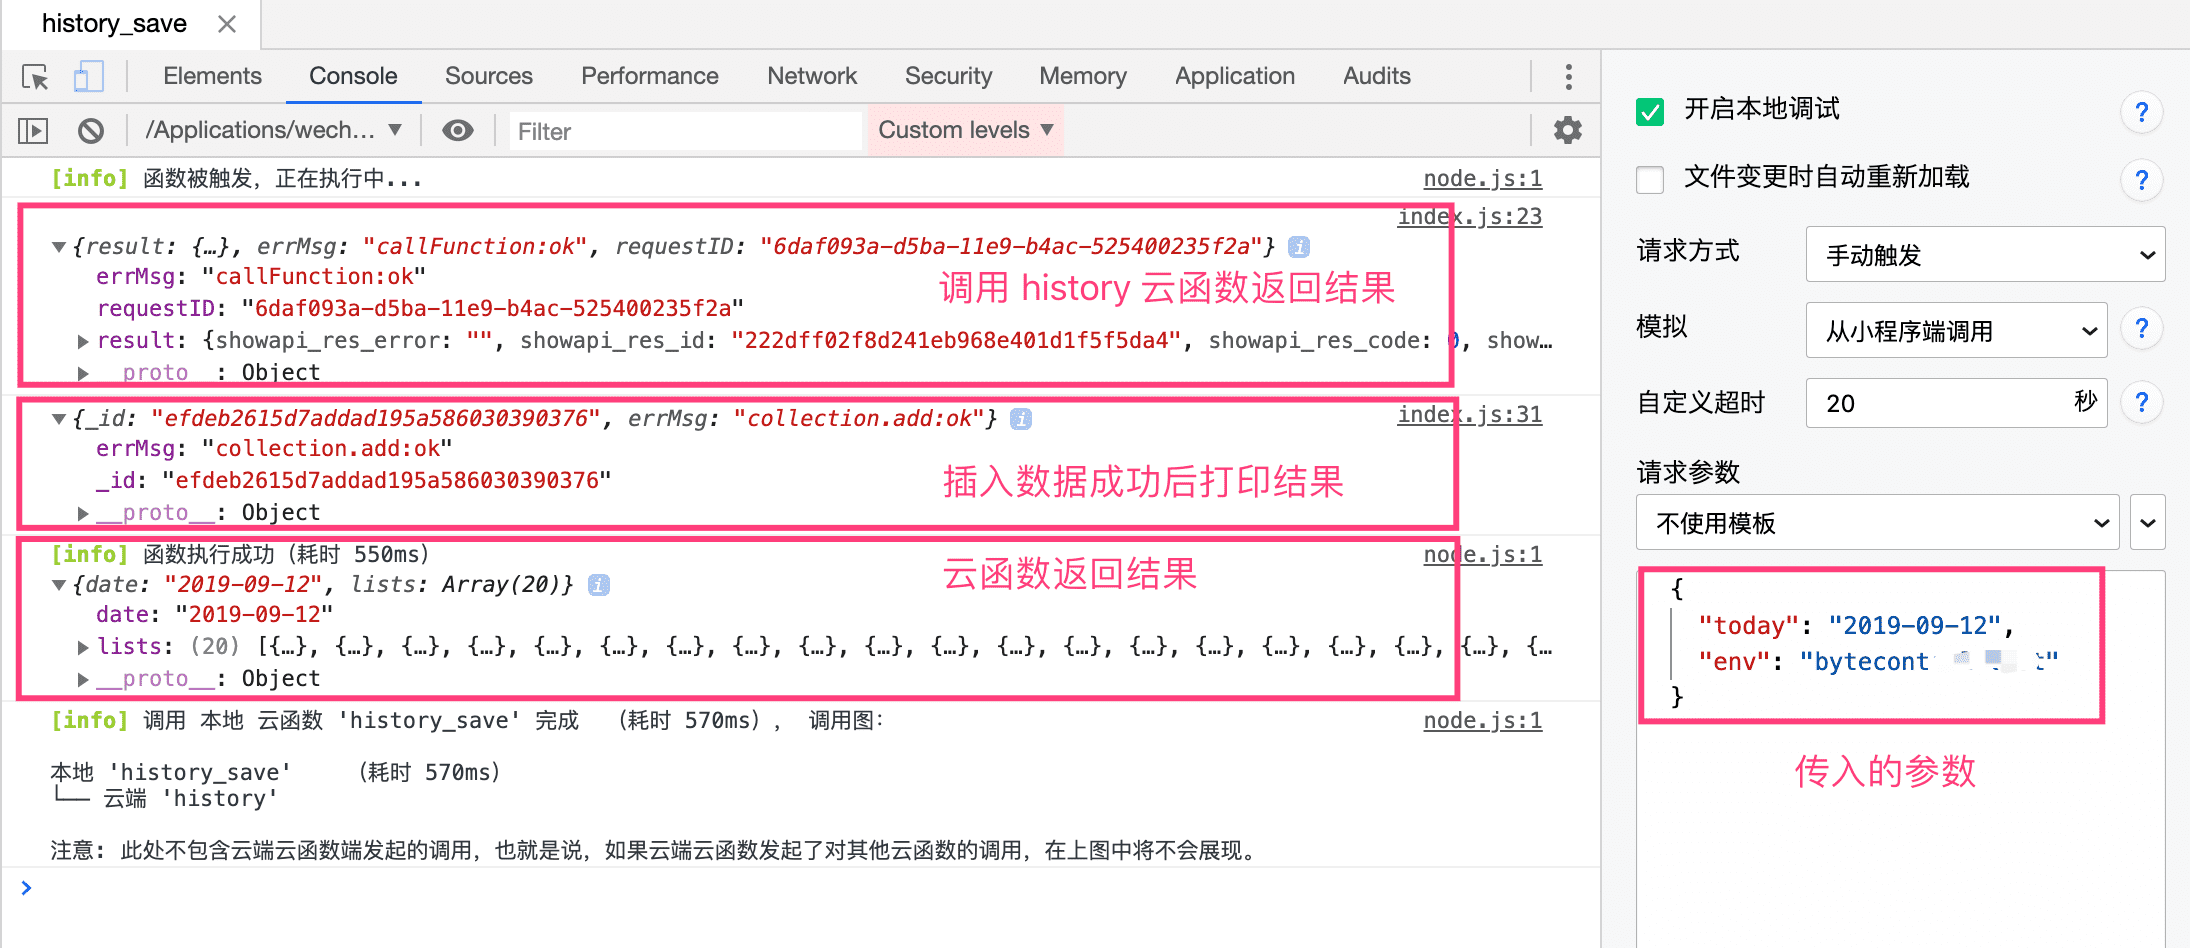 history_save
Elements Console Sources Performance Network Security Memory Application Audits
/Applications/wech... Filter Custom levels
[info] 函数被触发，正在执行中... node.js:1
index.js:23
{result: {…}, errMsg: "callFunction:ok", requestID: "6daf093a-d5ba-11e9-b4ac-525400235f2a"}
errMsg: "callFunction:ok"
调用 history 云函数返回结果
requestID: "6daf093a-d5ba-11e9-b4ac-525400235f2a"
result: {showapi_res_error: "", showapi_res_id: "222dff02f8d241eb968e401d1f5f5da4", showapi_res_code: 0, show…
__proto__: Object
{_id: "efdeb2615d7addad195a586030390376", errMsg: "collection.add:ok"} index.js:31
errMsg: "collection.add:ok"
_id: "efdeb2615d7addad195a586030390376"
插入数据成功后打印结果
__proto__: Object
[info] 函数执行成功（耗时 550ms） node.js:1
云函数返回结果
{date: "2019-09-12", lists: Array(20)}
date: "2019-09-12"
lists: (20) [{…}, {…}, {…}, {…}, {…}, {…}, {…}, {…}, {…}, {…}, {…}, {…}, {…}, {…}, {…}, {…}, {…}, {…}, {…}, {…
__proto__: Object
[info] 调用 本地 云函数 'history_save' 完成 （耗时 570ms）， 调用图： node.js:1
本地 'history_save' （耗时 570ms）
└── 云端 'history'
注意: 此处不包含云端云函数端发起的调用，也就是说，如果云端云函数发起了对其他云函数的调用，在上图中将不会展现。
开启本地调试 ?
文件变更时自动重新加载 ?
请求方式 手动触发
模拟 从小程序端调用 ?
自定义超时 20 秒 ?
请求参数
不使用模板
{
"today": "2019-09-12",
"env": "bytecont t"
}
传入的参数